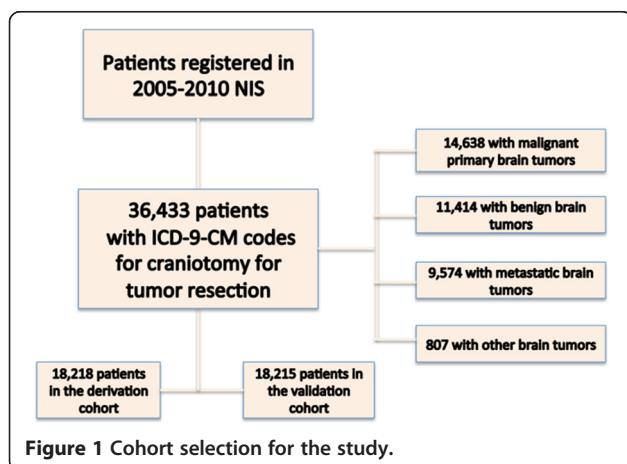 Patients registered in
2005-2010 NIS
36,433 patients
with ICD-9-CM codes
for craniotomy for
tumor resection
14,638 with malignant
primary brain tumors
11,414 with benign brain
tumors
9,574 with metastatic brain
tumors
807 with other brain tumors
18,218 patients
in the derivation
cohort
18,215 patients in
the validation
cohort
Figure 1 Cohort selection for the study.